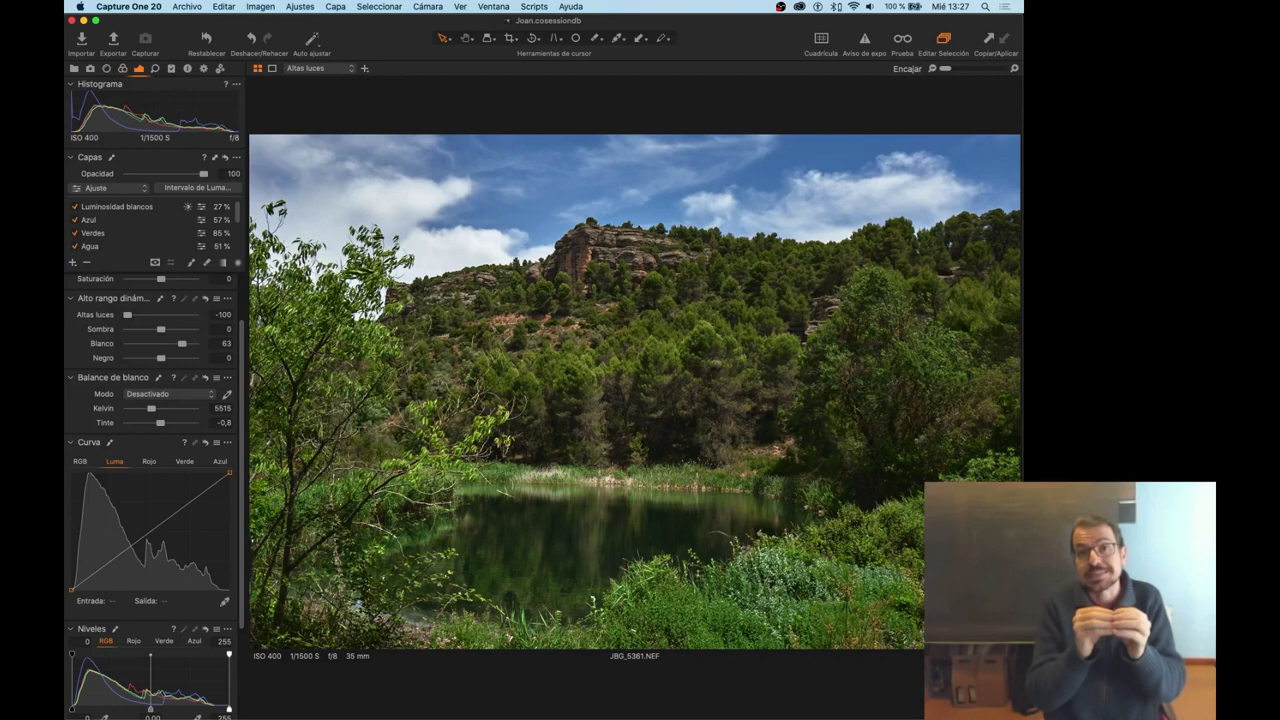 Capture One 20 Archivo Editar Imagen Ajustes Capa Seleccionar Cámara Ver Ventana Scripts Ayuda 100 % Mié 13:27
Joan.cosessiondb
Importar Exportar Capturar Restablecer Deshacer/Rehacer Auto ajustar Herramientas de cursor Cuadrícula Aviso de expo Prueba Editar Selección Copiar/Aplicar
Altas luces Encajar
Histograma ?
ISO 400 1/1500 S f/8
Capas ?
Opacidad 100
Ajuste Intervalo de Luma...
Luminosidad blancos 27 %
Azul 57 %
Verdes 85 %
Agua 51 %
Saturación 0
Alto rango dinám... ?
Altas luces -100
Sombra 0
Blanco 63
Negro 0
Balance de blanco ?
Modo Desactivado
Kelvin 5515
Tinte -0,8
Curva ?
RGB Luma Rojo Verde Azul
Entrada: -- Salida: --
Niveles ?
0 RGB Rojo Verde Azul 255
0 0.00 255
ISO 400 1/1500 S f/8 35 mm JBG_5361.NEF